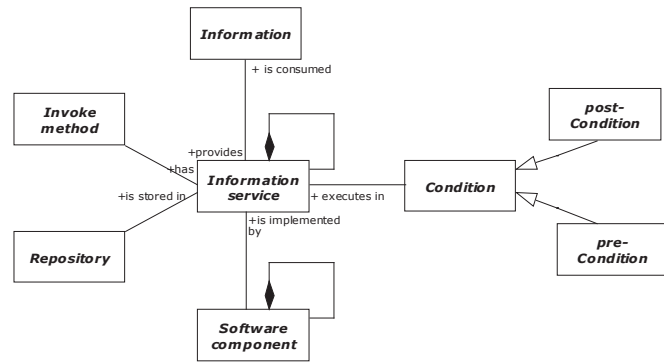 Information
+ is consumed
Invoke
method
post-
Condition
+provides
+has
+is stored in
Information
service
+ executes in
Condition
+is implemented
by
Repository
pre-
Condition
Software
component